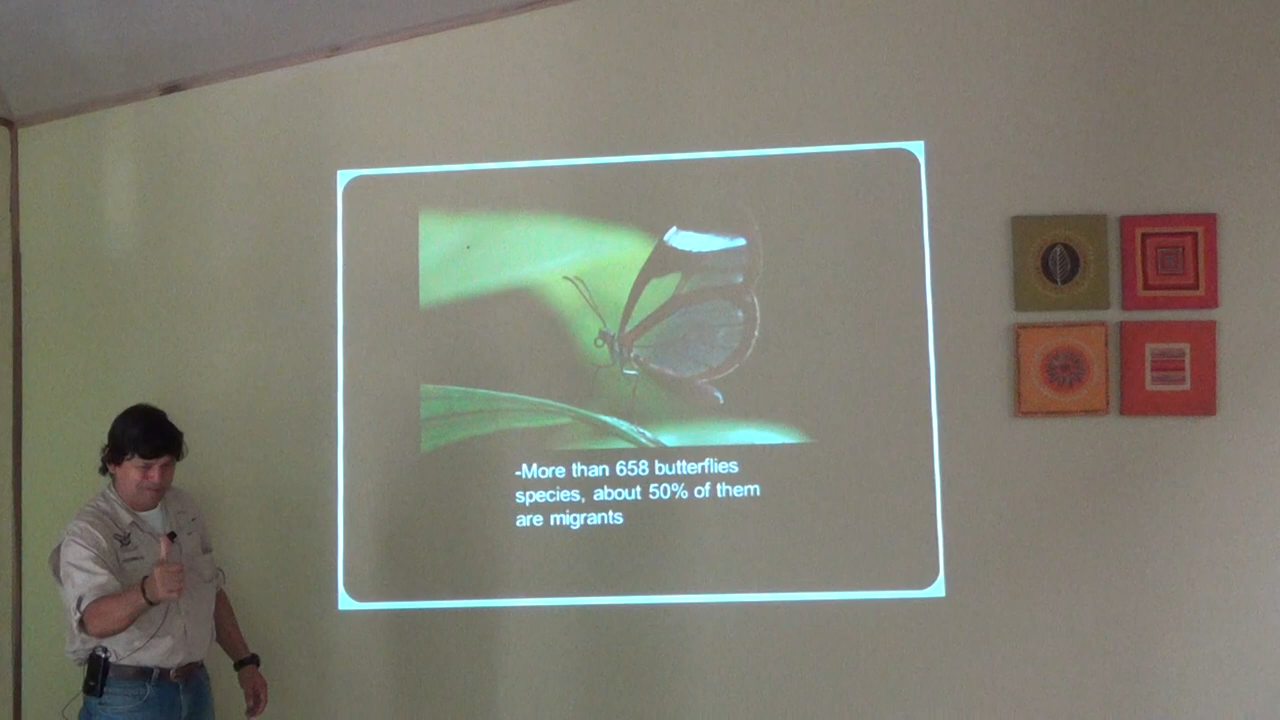 -More than 658 butterflies
species, about 50% of them
are migrants